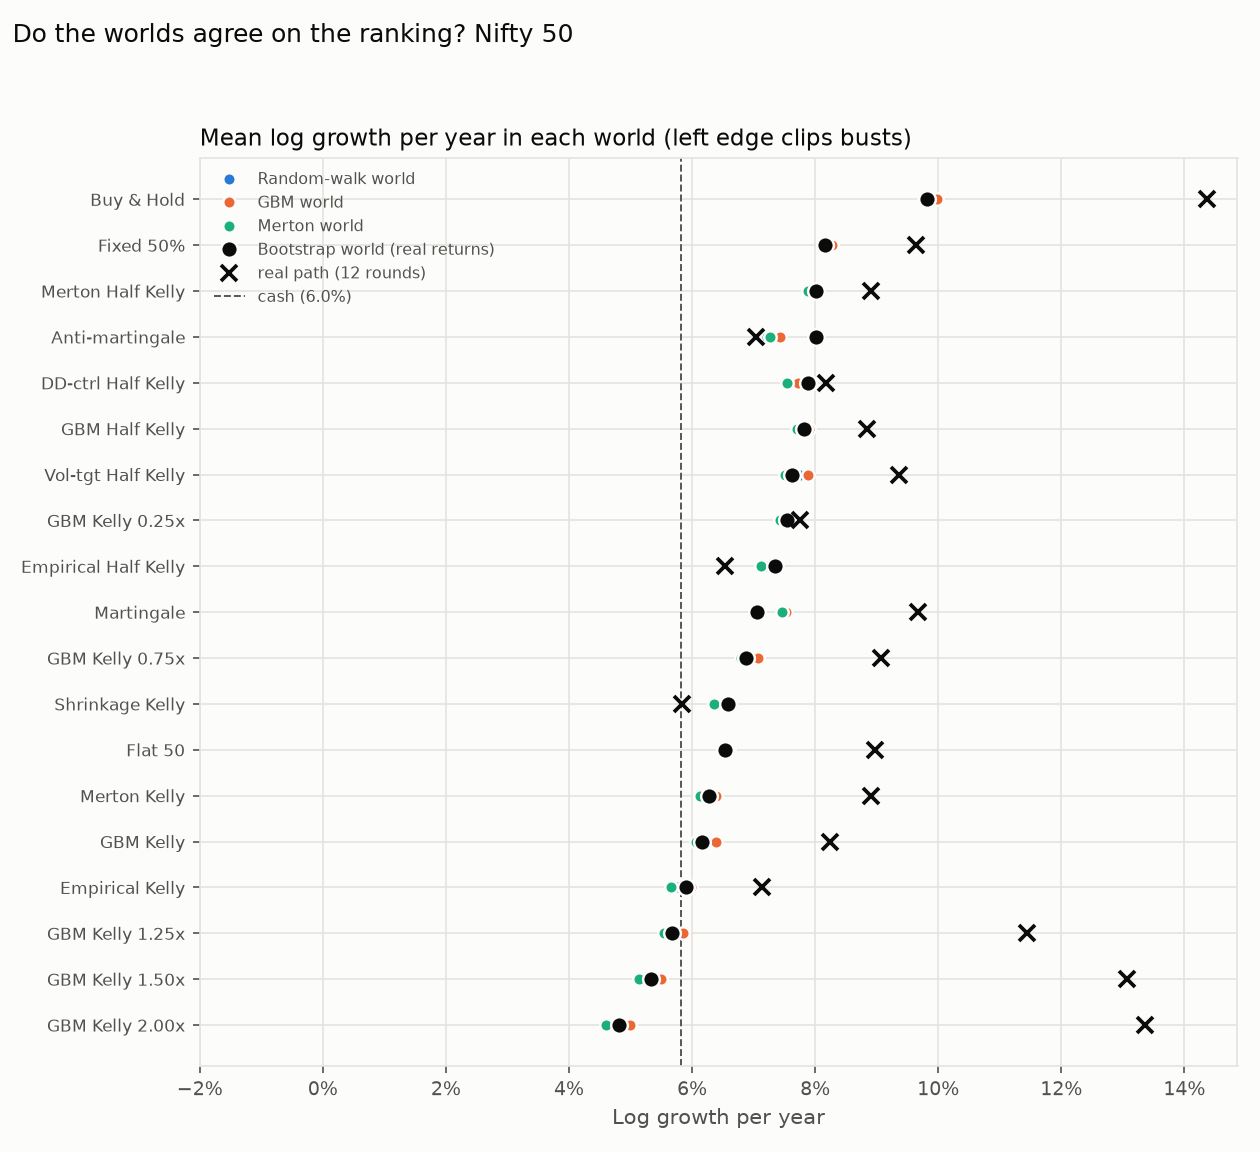 Do the worlds agree on the ranking? Nifty 50
Mean log growth per year in each world (left edge clips busts)
Random-walk world
GBM world
Merton world
Bootstrap world (real returns)
real path (12 rounds)
cash (6.0%)
Buy & Hold
Fixed 50%
Merton Half Kelly
Anti-martingale
DD-ctrl Half Kelly
GBM Half Kelly
Vol-tgt Half Kelly
GBM Kelly 0.25x
Empirical Half Kelly
Martingale
GBM Kelly 0.75x
Shrinkage Kelly
Flat 50
Merton Kelly
GBM Kelly
Empirical Kelly
GBM Kelly 1.25x
GBM Kelly 1.50x
GBM Kelly 2.00x
−2% 0% 2% 4% 6% 8% 10% 12% 14%
Log growth per year